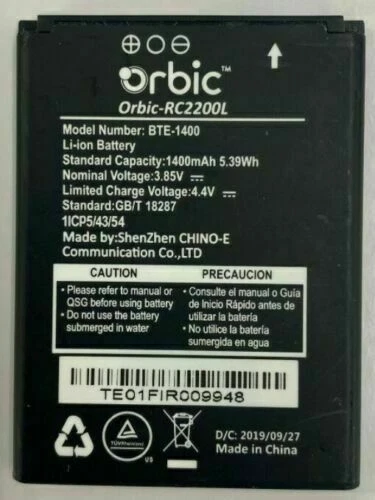 orbic™
Orbic-RC2200L
Model Number: BTE-1400
Li-ion Battery
Standard Capacity:1400mAh 5.39Wh
Nominal Voltage:3.85V
Limited Charge Voltage:4.4V
Standard:GB/T 18287
1ICP5/43/54
Made by:ShenZhen CHINO-E
Communication Co.,LTD
CAUTION
• Please refer to manual or
QSG before using battery
• Do not use the battery
submerged in water
PRECAUCION
• Consulte el manual o Guía
de Inicio Rápido antes de
utilizar la batería
• No utilice la batería
sumergida en agua
TE01FIR009948
TÜVRheinland
US
D/C: 2019/09/27
Made in China